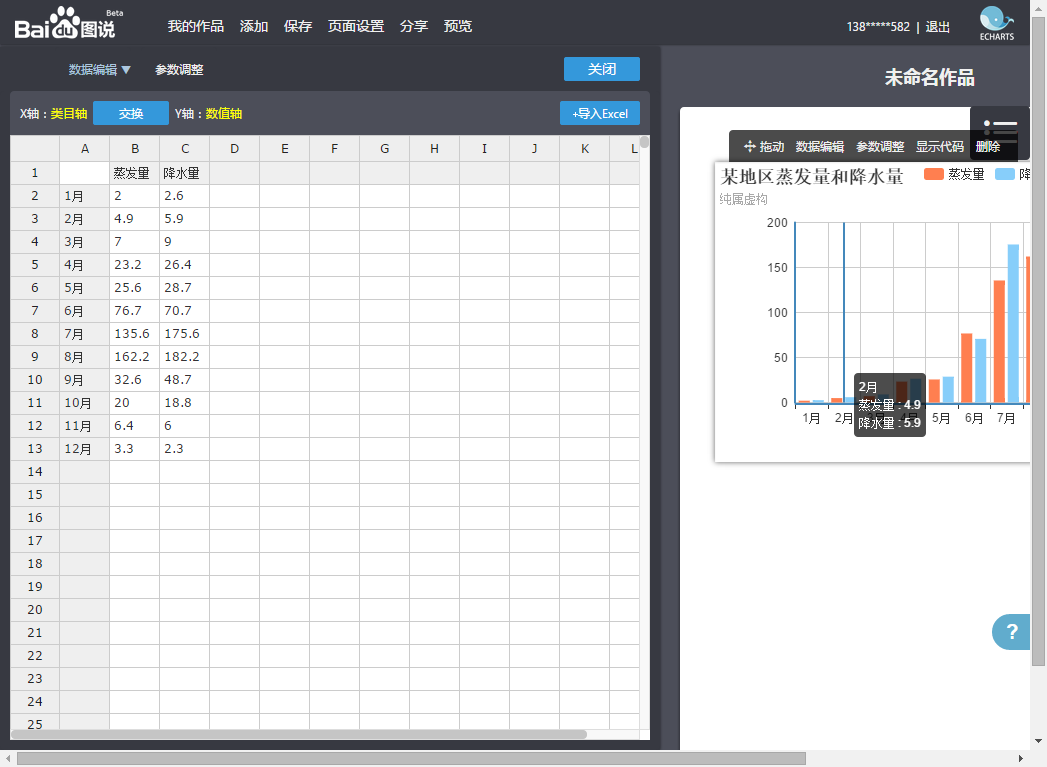 Baidu图说 Beta 我的作品 添加 保存 页面设置 分享 预览 138*****582 | 退出 ECHARTS
数据编辑▼ 参数调整 关闭 未命名作品
X轴：类目轴 交换 Y轴：数值轴 +导入Excel
A B C D E F G H I J K L
1 蒸发量 降水量
2 1月 2 2.6
3 2月 4.9 5.9
4 3月 7 9
5 4月 23.2 26.4
6 5月 25.6 28.7
7 6月 76.7 70.7
8 7月 135.6 175.6
9 8月 162.2 182.2
10 9月 32.6 48.7
11 10月 20 18.8
12 11月 6.4 6
13 12月 3.3 2.3
14
15
16
17
18
19
20
21
22
23
24
25
拖动 数据编辑 参数调整 显示代码 删除
某地区蒸发量和降水量 蒸发量 降
纯属虚构
200
150
100
50
0
1月 2月 4月 5月 6月 7月
2月
蒸发量 : 4.9
降水量 : 5.9
?